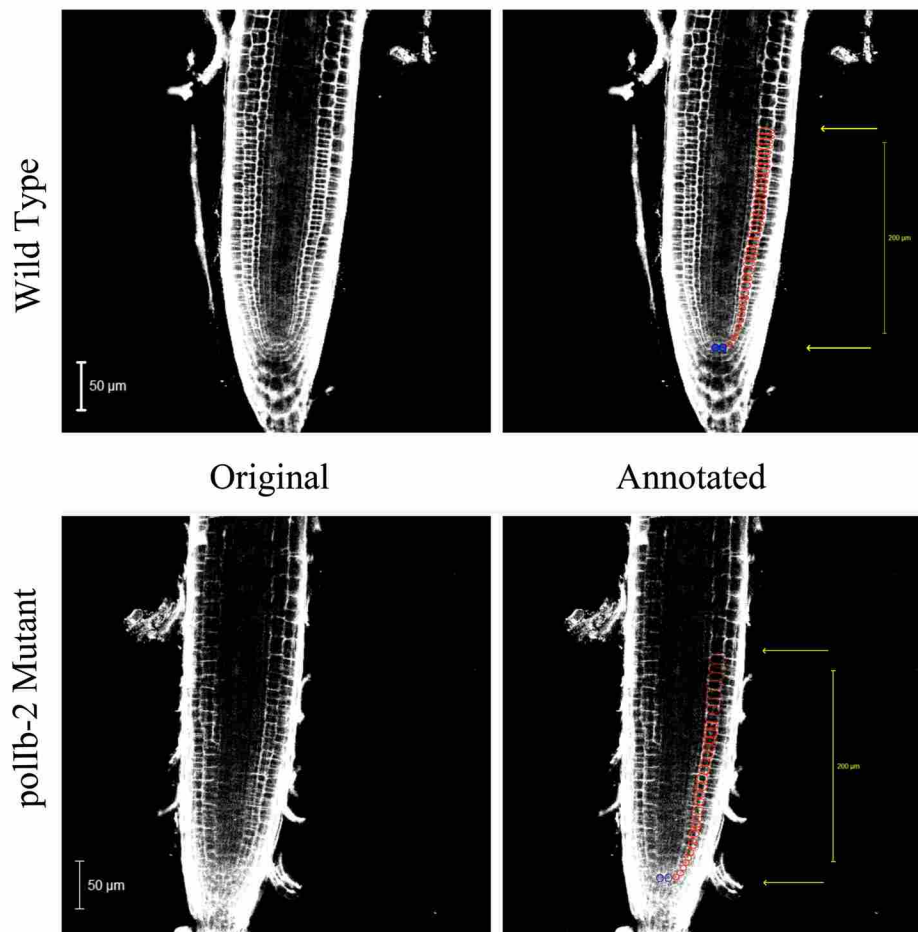 Wild Type
50 µm
200 µm
Original
Annotated
polIb-2 Mutant
50 µm
200 µm